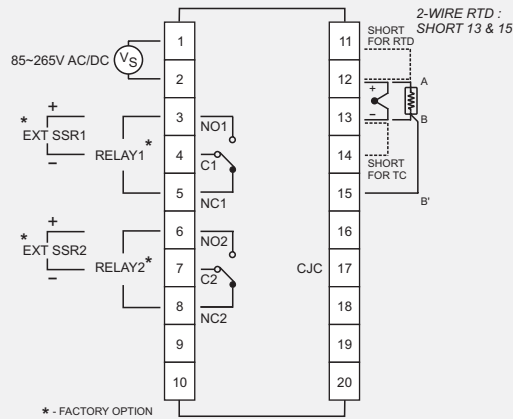 2-WIRE RTD :
SHORT 13 & 15
SHORT
FOR RTD
85~265V AC/DC
VS
1
2
3
4
5
6
7
8
9
10
11
12
13
14
15
16
17
18
19
20
+
* EXT SSR1
−
RELAY1*
NO1
C1
NC1
+
* EXT SSR2
−
RELAY2*
NO2
C2
NC2
A
+
−
B
SHORT
FOR TC
B'
CJC
* - FACTORY OPTION